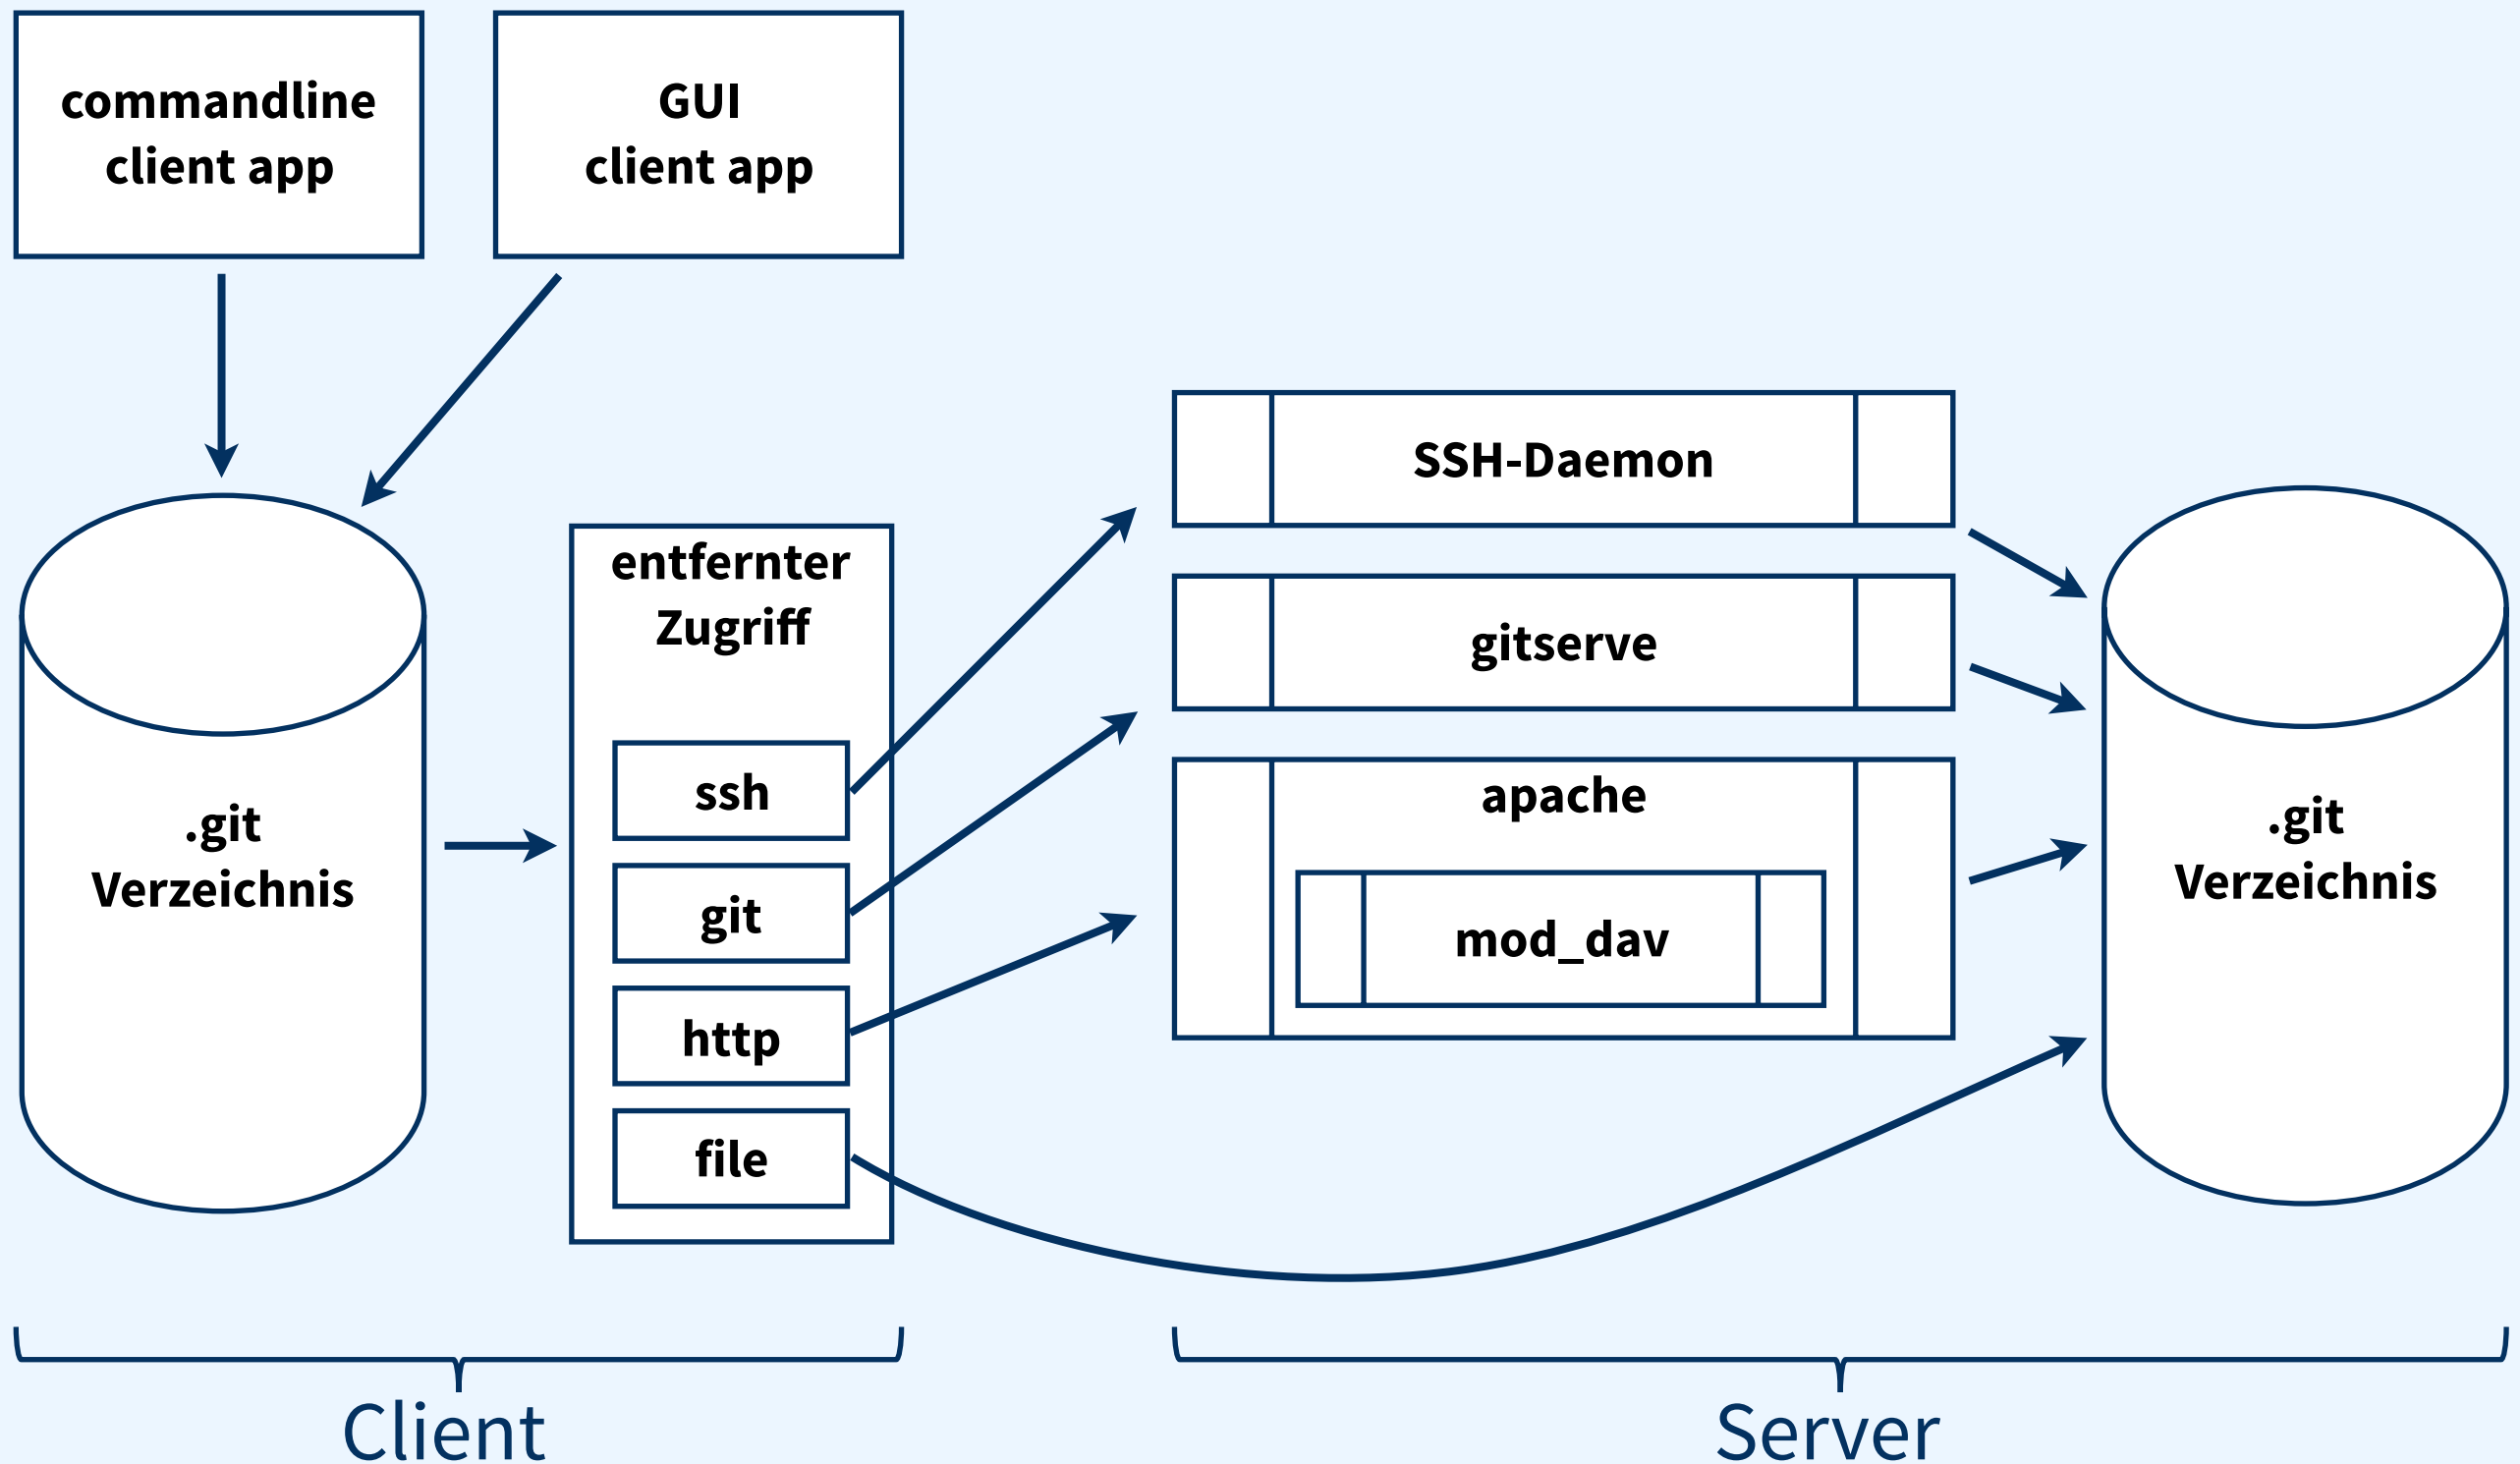 commandline
client app
GUI
client app
.git
Verzeichnis
entfernter
Zugriff
ssh
git
http
file
SSH-Daemon
gitserve
apache
mod_dav
.git
Verzeichnis
Client
Server